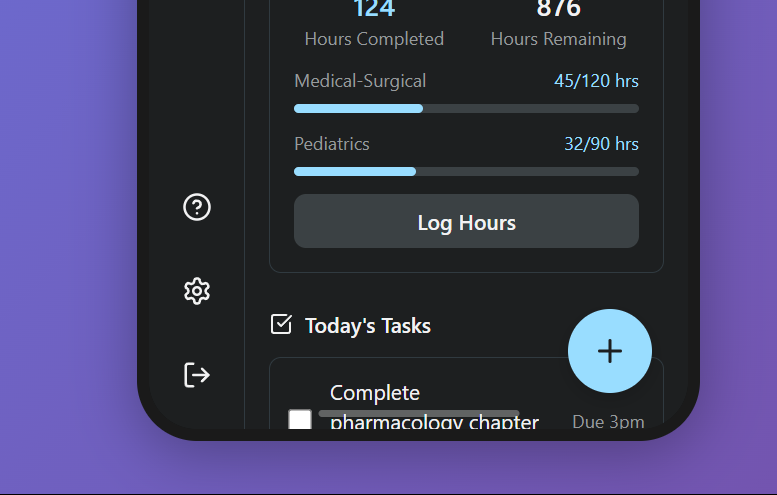 124
876
Hours Completed
Hours Remaining
Medical-Surgical
45/120 hrs
Pediatrics
32/90 hrs
Log Hours
Today's Tasks
Complete
pharmacology chapter
Due 3pm